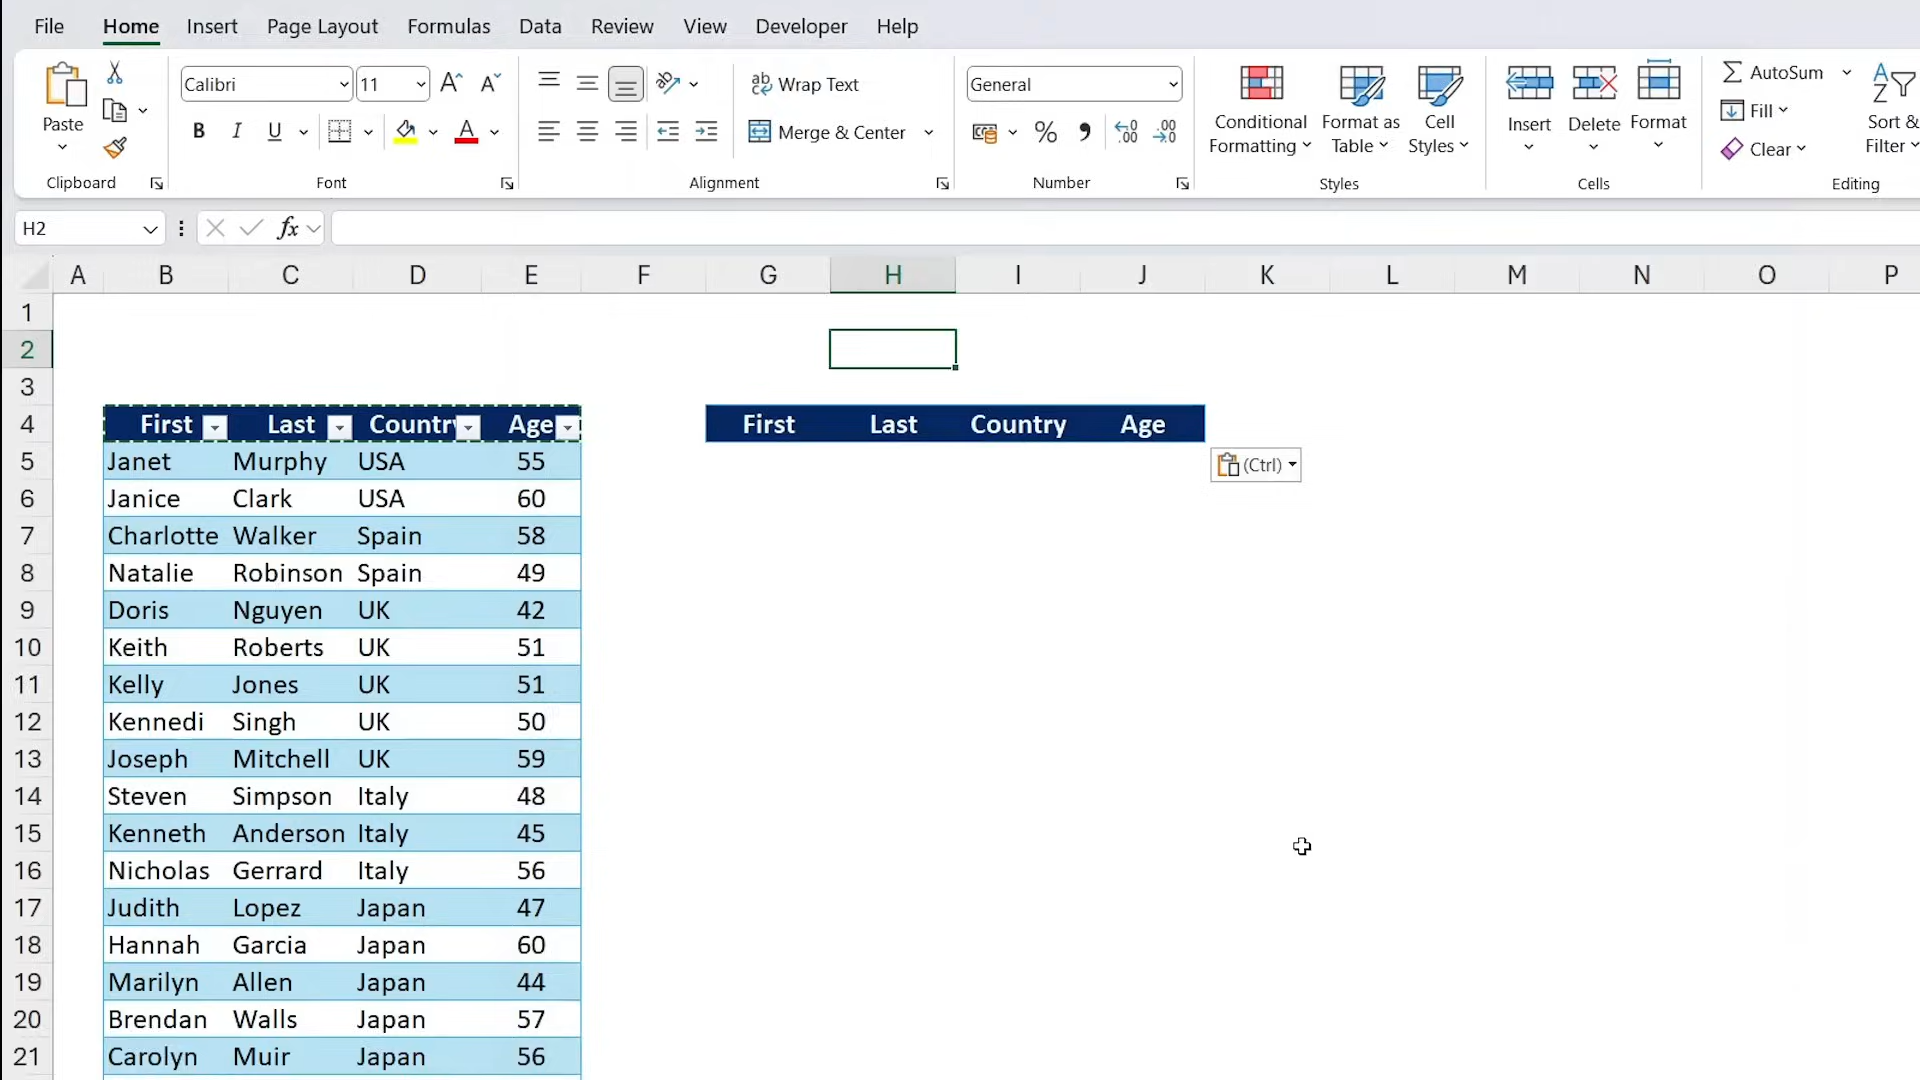 File Home Insert Page Layout Formulas Data Review View Developer Help
Calibri 11 Wrap Text General AutoSum
Paste B I U Merge & Center % Conditional Formatting Format as Table Cell Styles Insert Delete Format Fill Sort & Filter
Clear
Clipboard Font Alignment Number Styles Cells Editing
H2 fx
A B C D E F G H I J K L M N O P
1
2
3
4 First Last Country Age First Last Country Age
5 Janet Murphy USA 55 (Ctrl)
6 Janice Clark USA 60
7 Charlotte Walker Spain 58
8 Natalie Robinson Spain 49
9 Doris Nguyen UK 42
10 Keith Roberts UK 51
11 Kelly Jones UK 51
12 Kennedi Singh UK 50
13 Joseph Mitchell UK 59
14 Steven Simpson Italy 48
15 Kenneth Anderson Italy 45
16 Nicholas Gerrard Italy 56
17 Judith Lopez Japan 47
18 Hannah Garcia Japan 60
19 Marilyn Allen Japan 44
20 Brendan Walls Japan 57
21 Carolyn Muir Japan 56